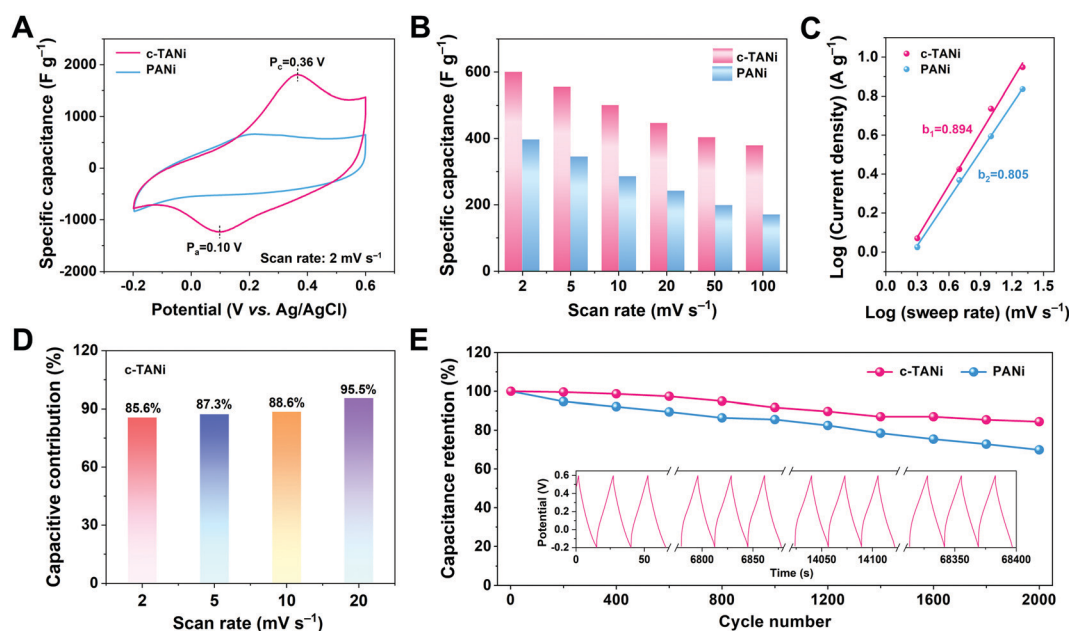 A
c-TANi
PANi
P_c=0.36 V
P_a=0.10 V
Scan rate: 2 mV s⁻¹
Specific capacitance (F g⁻¹)
2000
1000
0
-1000
-2000
-0.2 0.0 0.2 0.4 0.6
Potential (V vs. Ag/AgCl)
B
c-TANi
PANi
Specific capacitance (F g⁻¹)
600
400
200
0
2 5 10 20 50 100
Scan rate (mV s⁻¹)
C
c-TANi
PANi
b₁=0.894
b₂=0.805
Log (Current density) (A g⁻¹)
1.0
0.8
0.6
0.4
0.2
0.0
0.0 0.3 0.6 0.9 1.2 1.5
Log (sweep rate) (mV s⁻¹)
D
c-TANi
85.6% 87.3% 88.6% 95.5%
Capacitive contribution (%)
120
90
60
30
0
2 5 10 20
Scan rate (mV s⁻¹)
E
c-TANi PANi
Capacitance retention (%)
120
100
80
60
40
20
0
0 400 800 1200 1600 2000
Cycle number
Potential (V)
0.6
0.4
0.0
-0.2
0 50 6800 6850 14050 14100 68350 68400
Time (s)